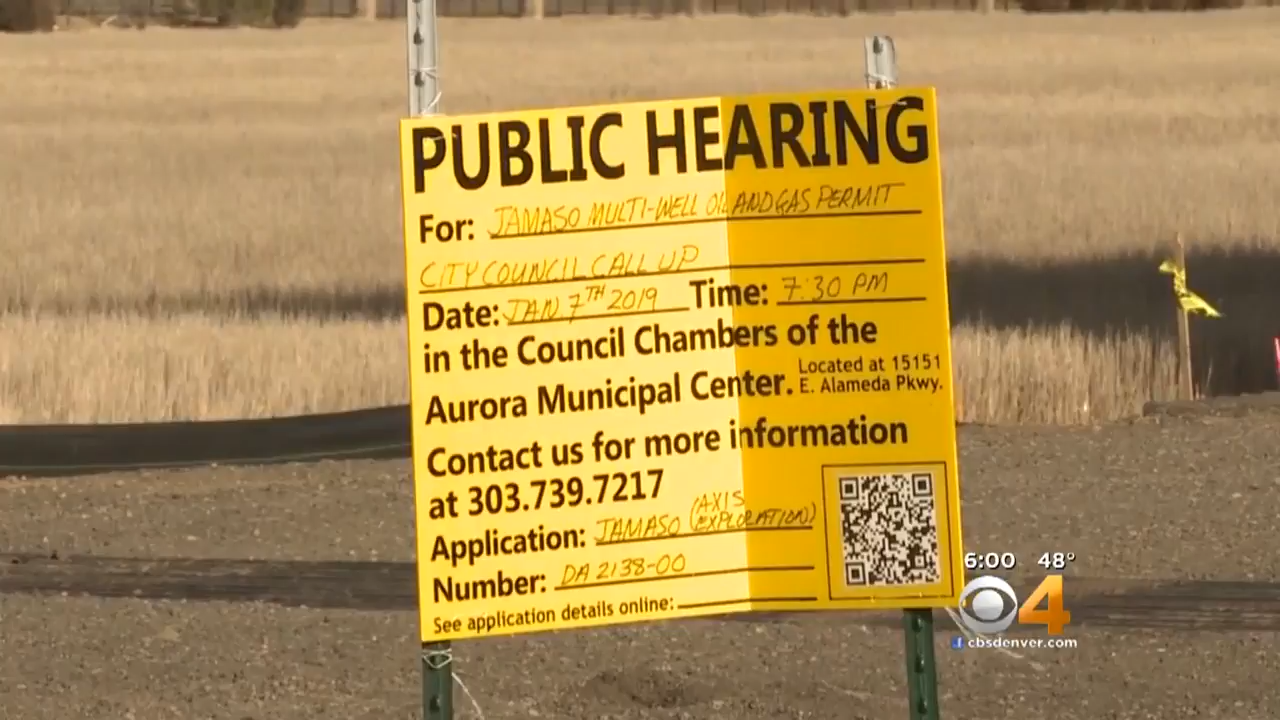 PUBLIC HEARING
For: JAMASO MULTI-WELL OIL AND GAS PERMIT
CITY COUNCIL CALL UP
Date: JAN 7TH 2019 Time: 7:30 PM
in the Council Chambers of the
Aurora Municipal Center. Located at 15151
E. Alameda Pkwy.
Contact us for more information
at 303.739.7217
Application: JAMASO (AXIS
EXPLORATION)
Number: DA 2138-00
See application details online:
6:00 48°
4
f cbsdenver.com